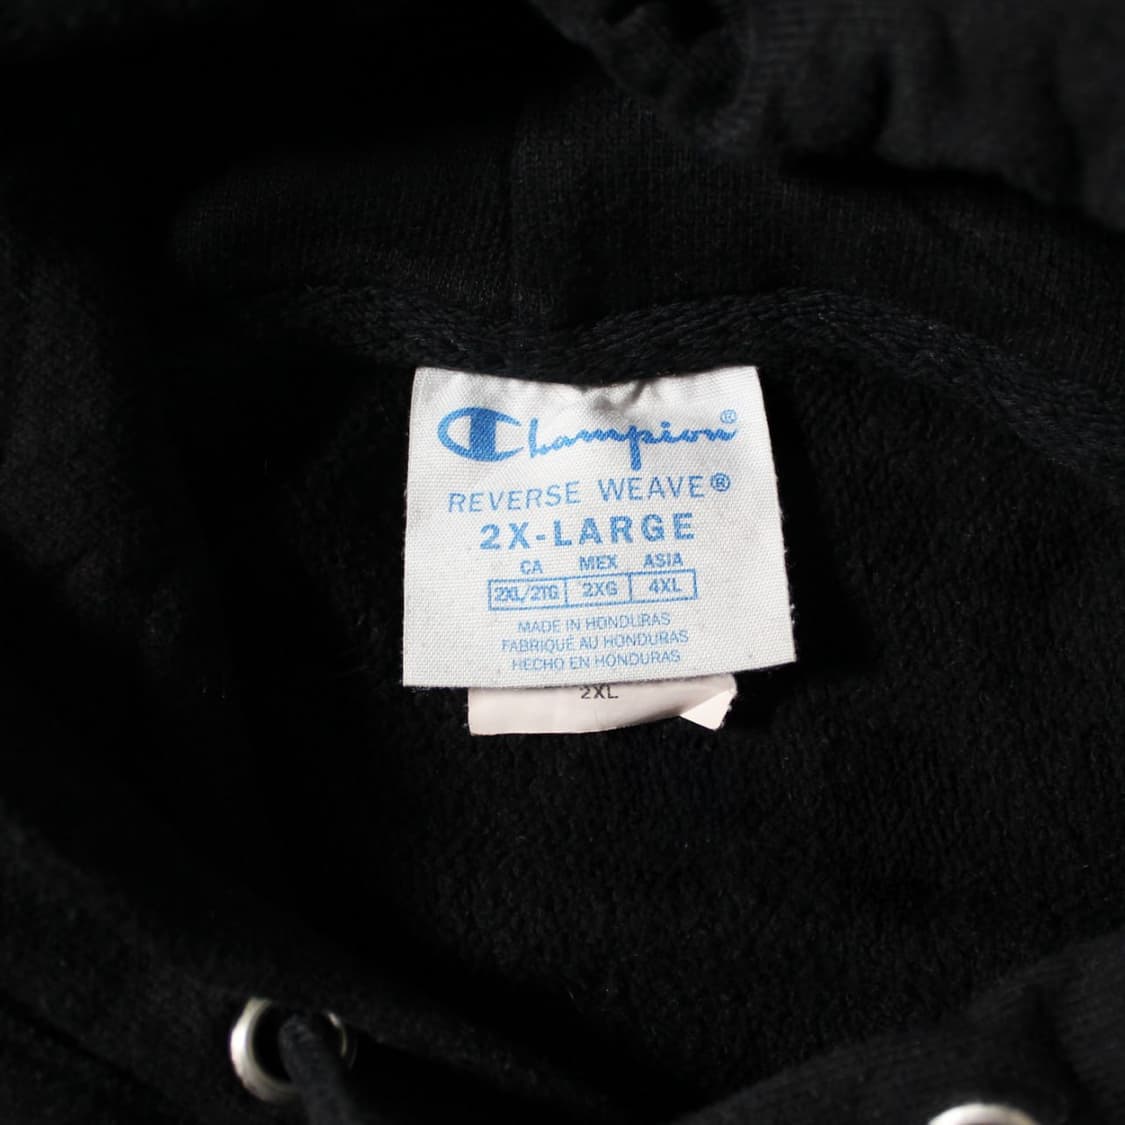 Champion®
REVERSE WEAVE®
2X-LARGE
CA MEX ASIA
2XL/2TG 2XG 4XL
MADE IN HONDURAS
FABRIQUÉ AU HONDURAS
HECHO EN HONDURAS
2XL